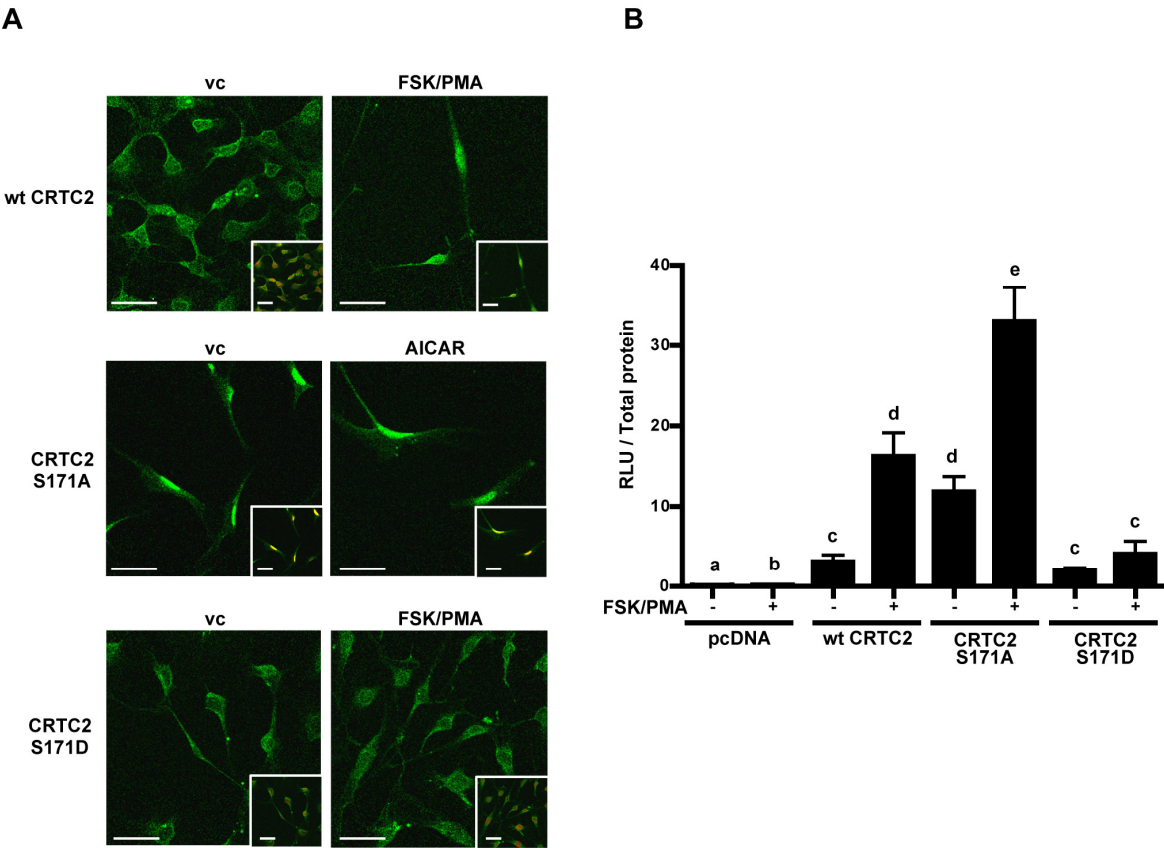 A
B
vc
FSK/PMA
wt CRTC2
vc
AICAR
CRTC2
S171A
vc
FSK/PMA
CRTC2
S171D
RLU / Total protein
40
30
20
10
0
a
b
c
d
d
e
c
c
FSK/PMA - + - + - + - +
pcDNA
wt CRTC2
CRTC2
S171A
CRTC2
S171D